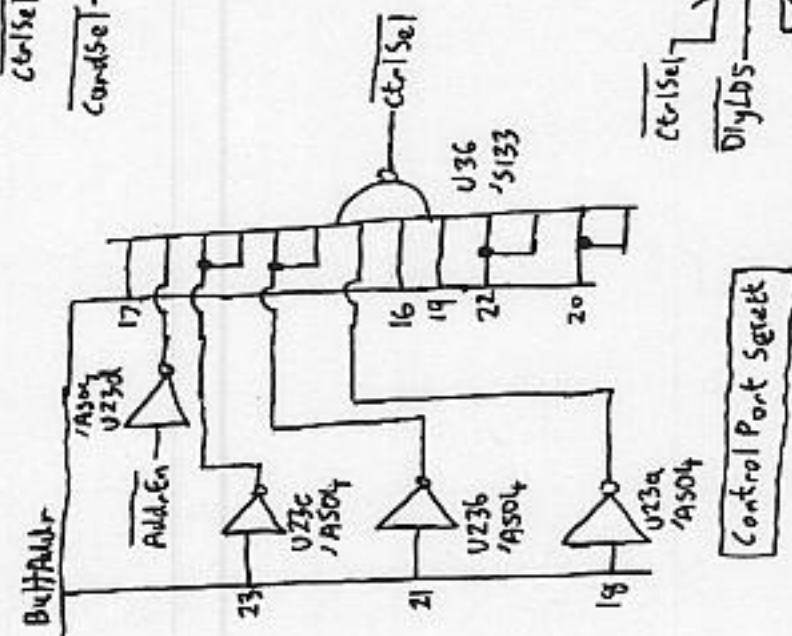 CtrlSel
CardSel
CtrlSel
CtrlSel
DlyLDS
U36
'S133
17
16
19
22
20
'AS04
U23d
AddrEn
BuffAddr
23
U23c
'AS04
21
U23b
'AS04
18
U23a
'AS04
Control Port Select